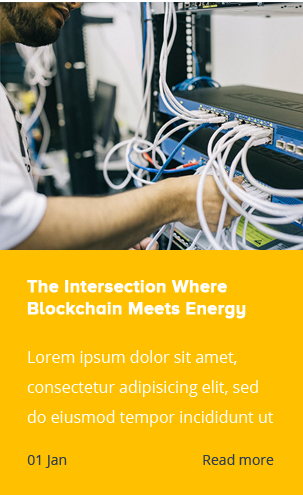 The Intersection Where
Blockchain Meets Energy
Lorem ipsum dolor sit amet,
consectetur adipisicing elit, sed
do eiusmod tempor incididunt ut
01 Jan
Read more